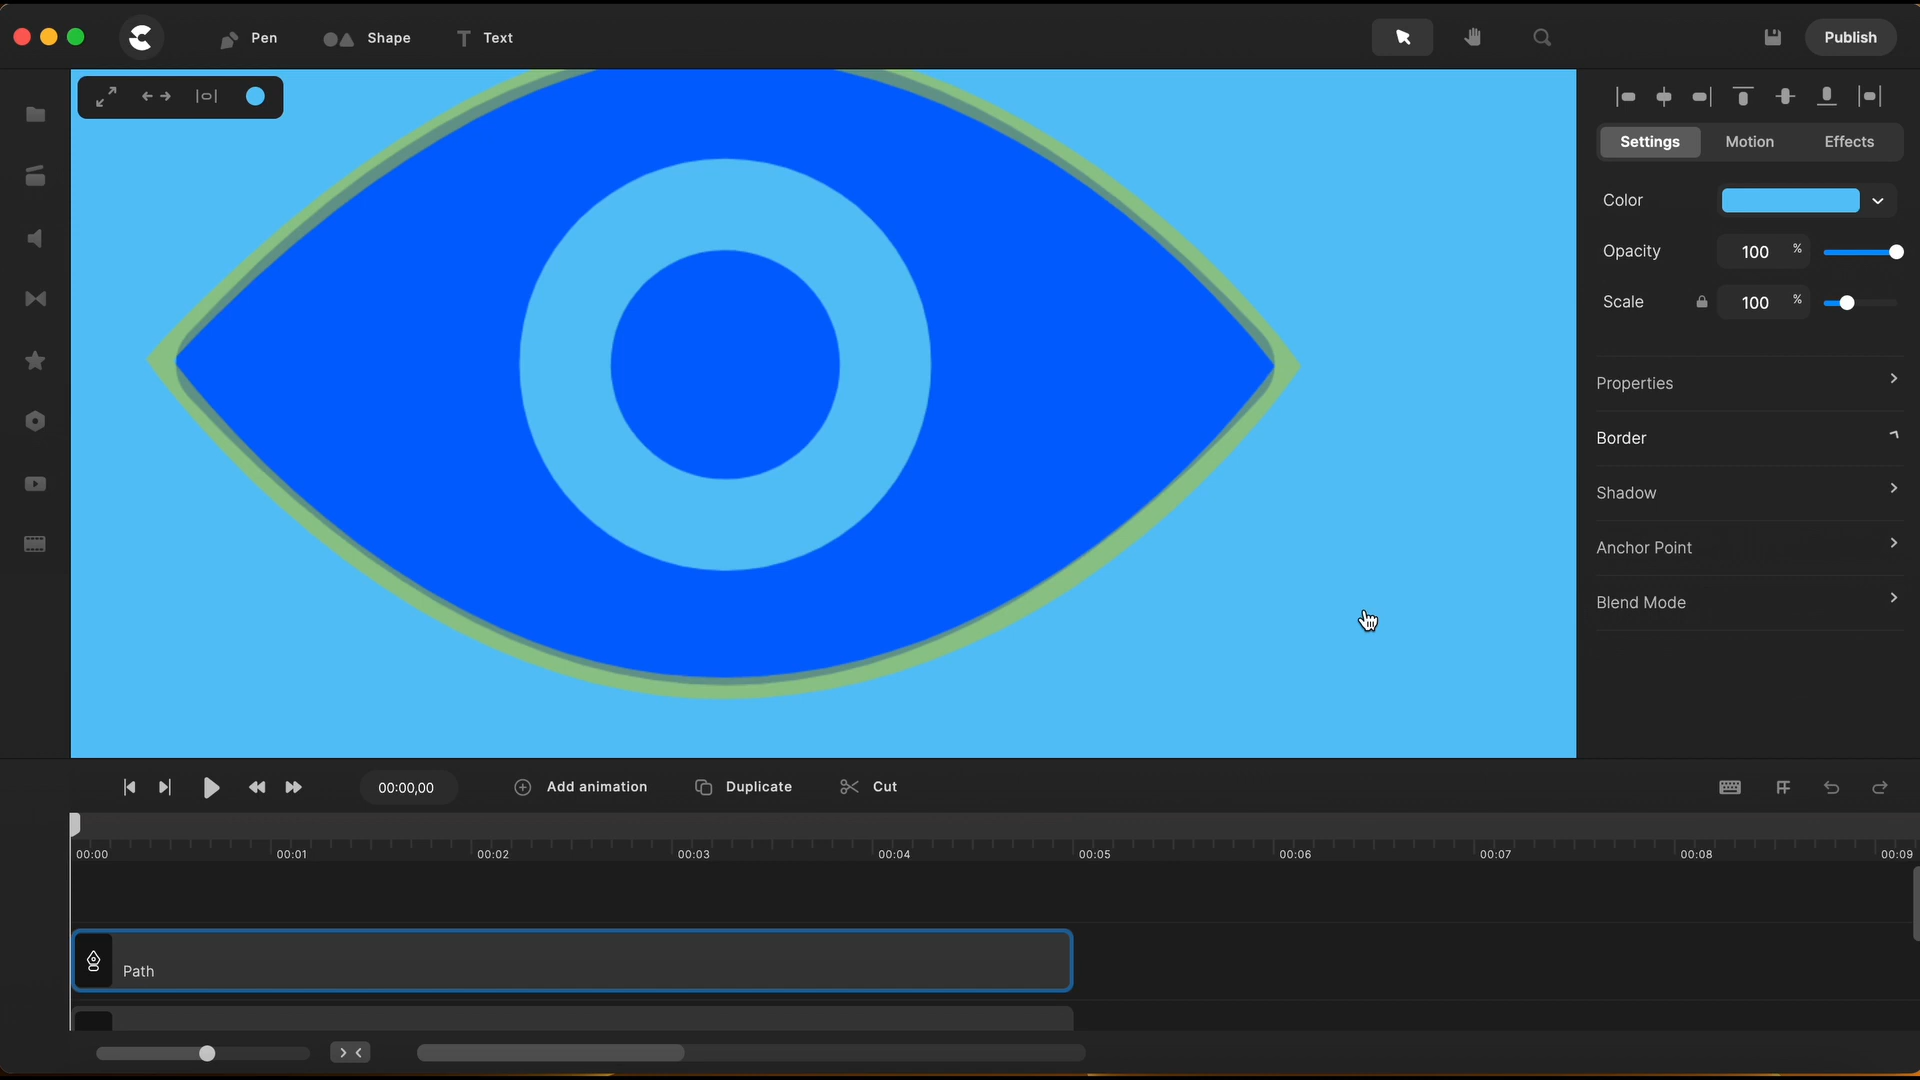 Pen
Shape
Text
Publish
Settings
Motion
Effects
Color
Opacity
100 %
Scale
100 %
Properties
Border
Shadow
Anchor Point
Blend Mode
00:00,00
Add animation
Duplicate
Cut
00:00
00:01
00:02
00:03
00:04
00:05
00:06
00:07
00:08
00:09
Path